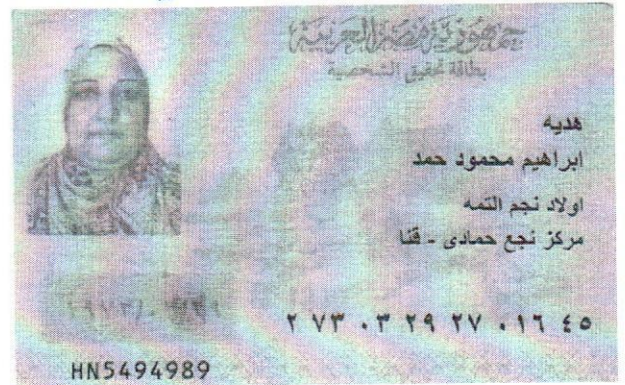 جمهورية مصر العربية
بطاقة تحقيق الشخصية
هديه
ابراهيم محمود حمد
اولاد نجم التمه
مركز نجع حمادى - قنا
٢ ٧٣ ٠٣ ٢٩ ٢٧ ٠١٦ ٤٥
HN5494989